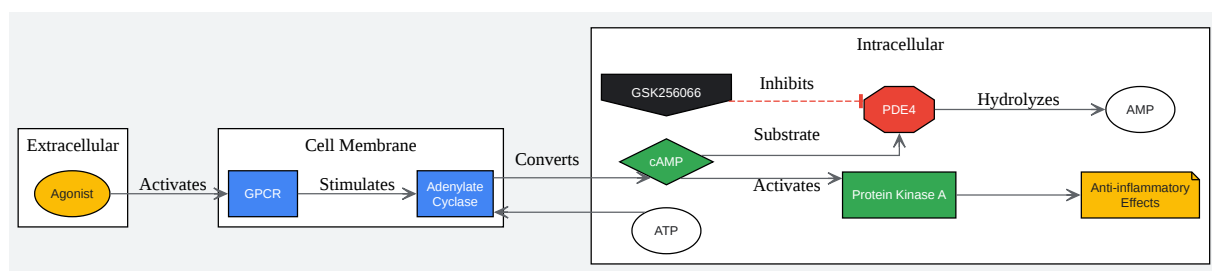 Extracellular
Agonist
Activates
Cell Membrane
GPCR
Stimulates
Adenylate
Cyclase
Converts
Intracellular
GSK256066
Inhibits
PDE4
Hydrolyzes
AMP
cAMP
Substrate
Activates
Protein Kinase A
Anti-inflammatory
Effects
ATP